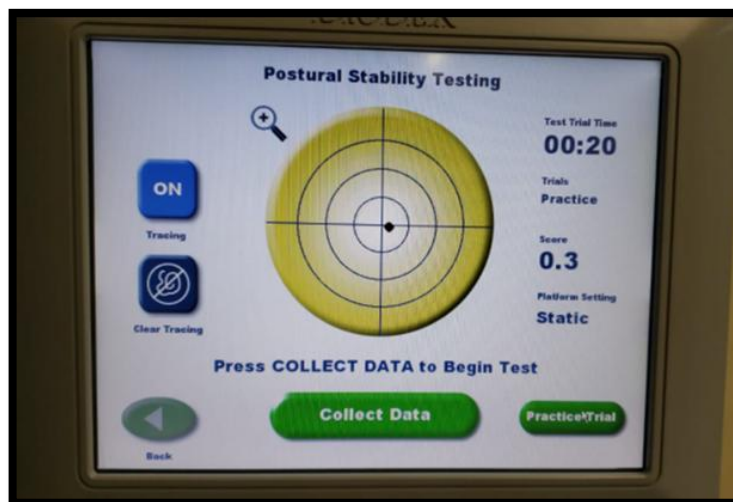 Postural Stability Testing
Test Trial Time
00:20
ON
Trials
Practice
Tracing
Score
0.3
Platform Setting
Static
Clear Tracing
Press COLLECT DATA to Begin Test
Collect Data
Practice Trial
Back